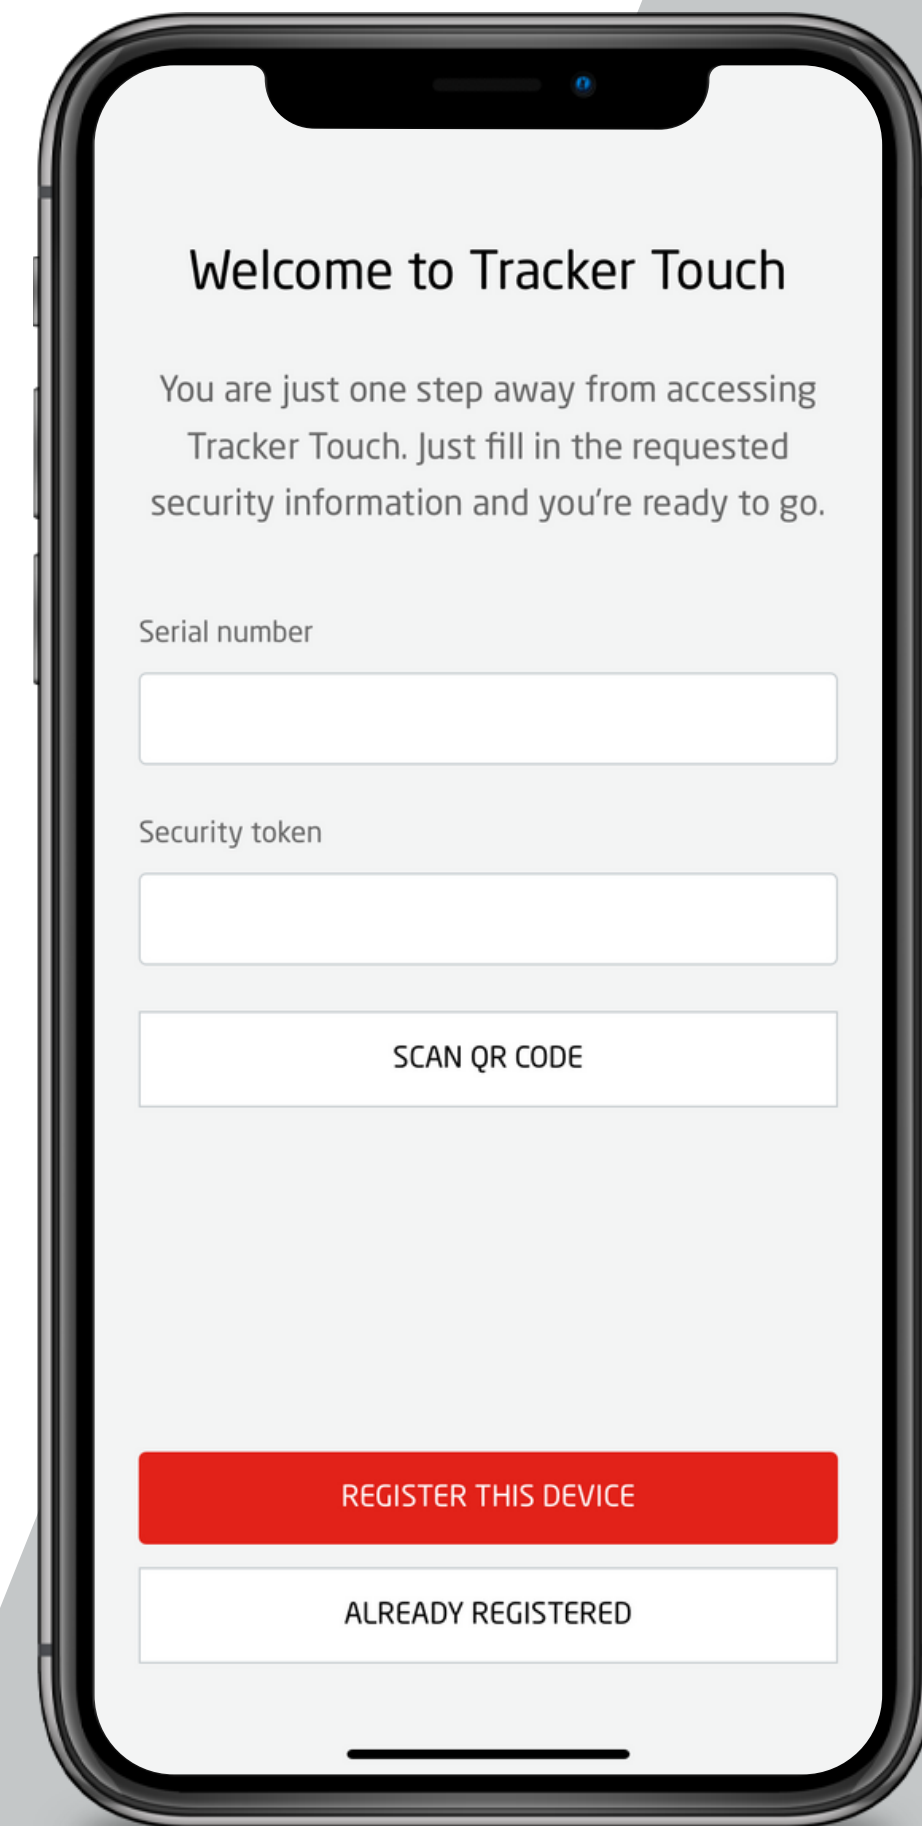 Welcome to Tracker Touch
You are just one step away from accessing
Tracker Touch. Just fill in the requested
security information and you're ready to go.
Serial number
Security token
SCAN QR CODE
REGISTER THIS DEVICE
ALREADY REGISTERED